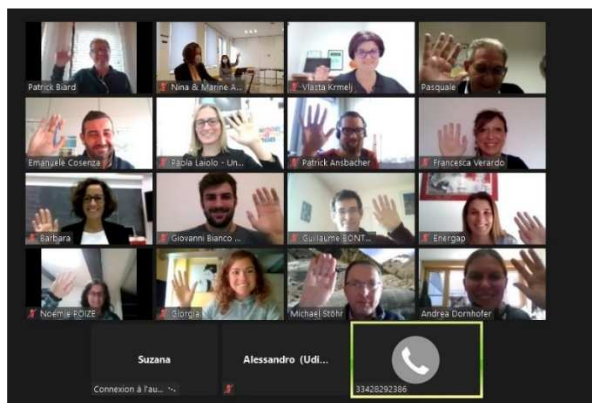 Patrick Biard
Nina & Marine A...
Vlasta Krmelj
Pasquale
Emanuele Cosenza
Paola Laiolo - Un...
Patrick Ansbacher
Francesca Verardo
Barbara
Giovanni Bianco ...
Guillaume BONT...
Energap
Noémie POIZE
Giorgia
Michael Stöhr
Andrea Dornhofer
Suzana
Connexion à l'au...
Alessandro (Udi...
33428292386